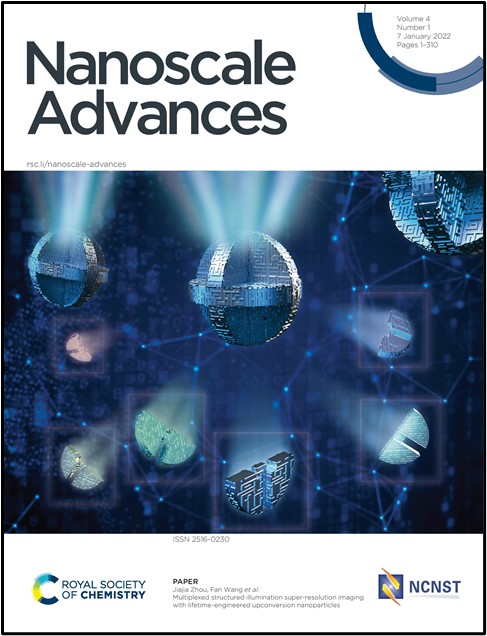 Volume 4
Number 1
7 January 2022
Pages 1–310
Nanoscale
Advances
rsc.li/nanoscale-advances
ISSN 2516-0230
ROYAL SOCIETY
OF CHEMISTRY
PAPER
Jiajia Zhou, Fan Wang et al.
Multiplexed structured illumination super-resolution imaging
with lifetime-engineered upconversion nanoparticles
NCNST